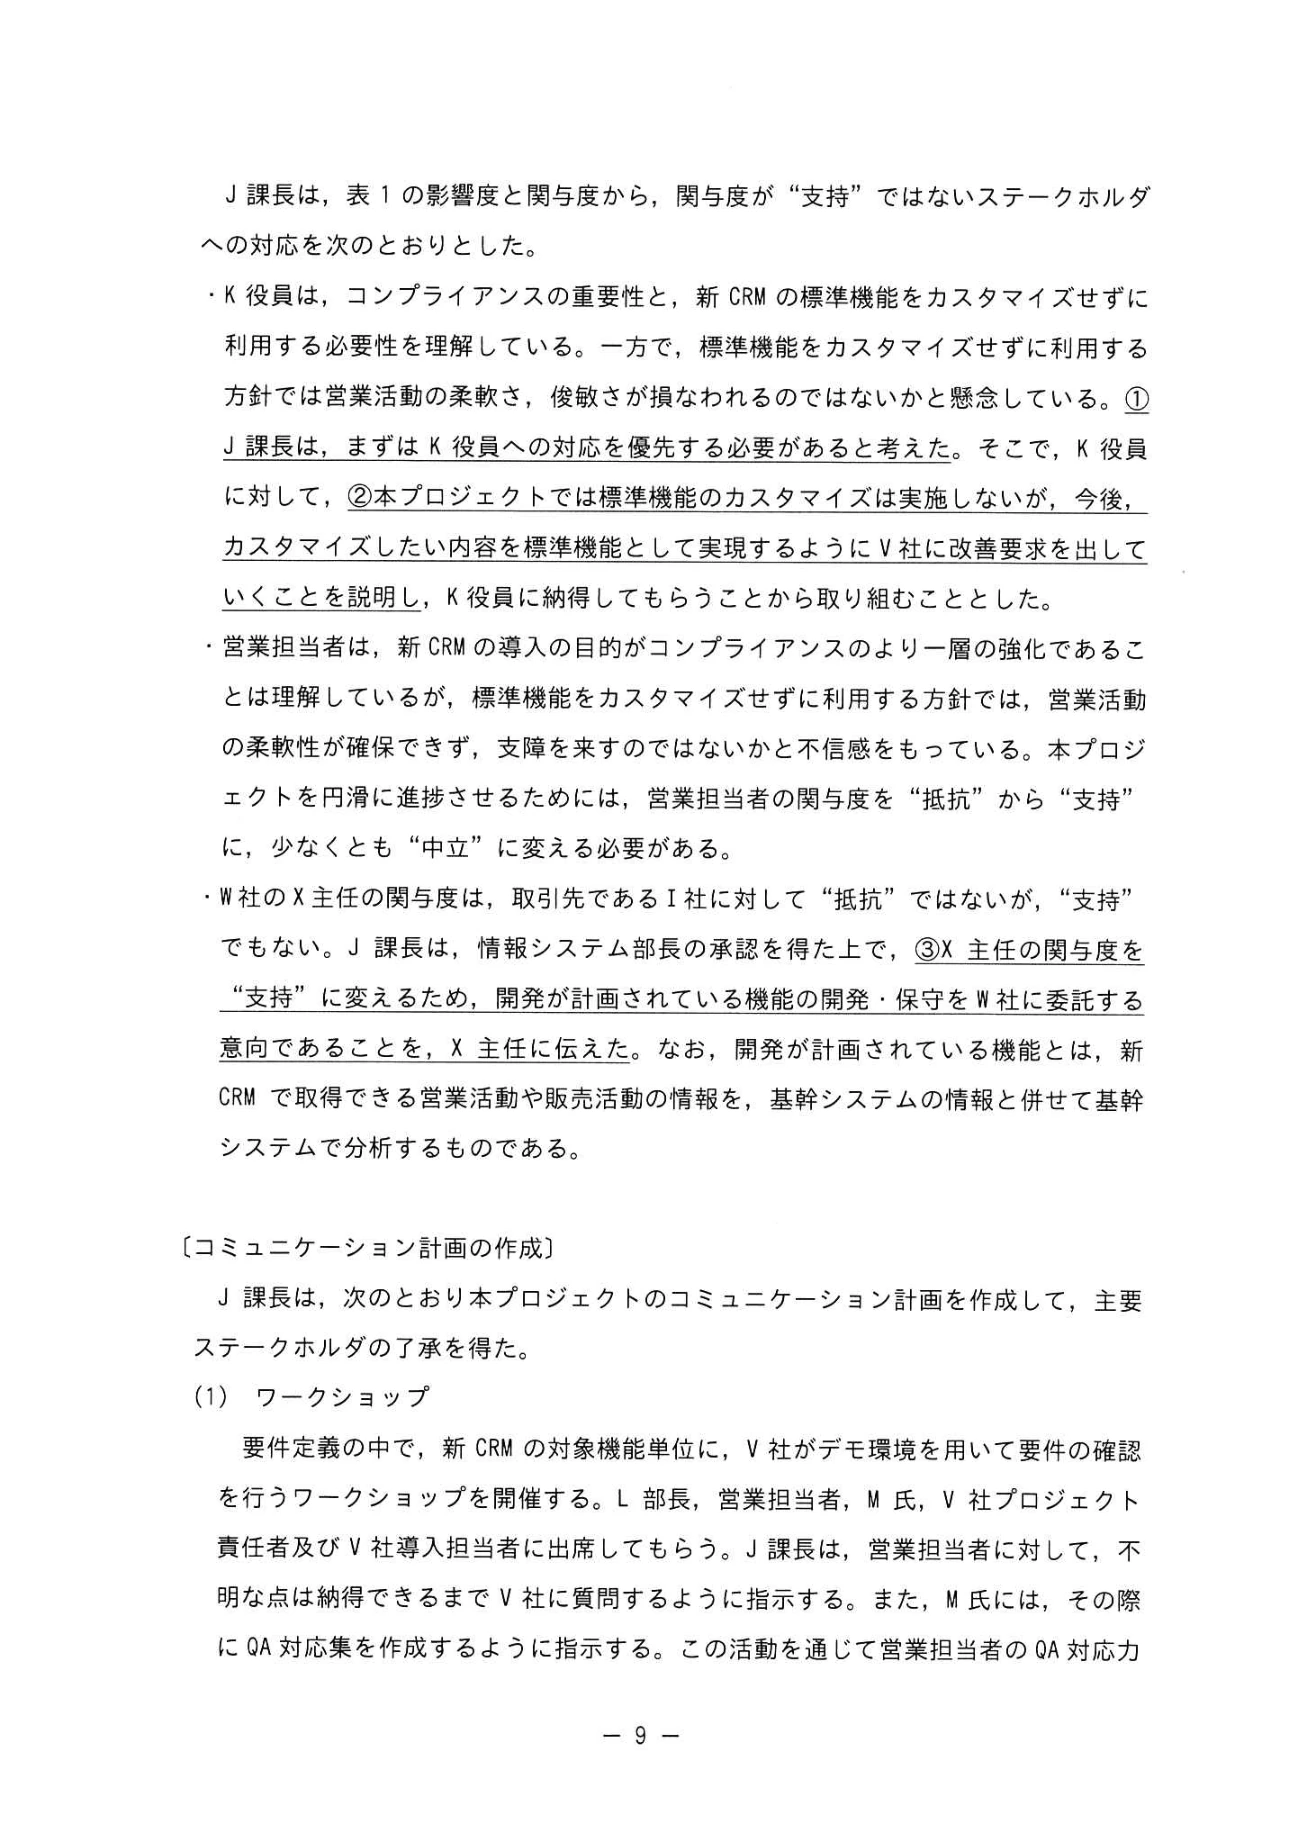 J 課長は，表 1 の影響度と関与度から，関与度が“支持”ではないステークホルダ
への対応を次のとおりとした。
・K 役員は，コンプライアンスの重要性と，新 CRM の標準機能をカスタマイズせずに
利用する必要性を理解している。一方で，標準機能をカスタマイズせずに利用する
方針では営業活動の柔軟さ，俊敏さが損なわれるのではないかと懸念している。①
J 課長は，まずは K 役員への対応を優先する必要があると考えた。そこで，K 役員
に対して，②本プロジェクトでは標準機能のカスタマイズは実施しないが，今後，
カスタマイズしたい内容を標準機能として実現するように V 社に改善要求を出して
いくことを説明し，K 役員に納得してもらうことから取り組むこととした。
・営業担当者は，新 CRM の導入の目的がコンプライアンスのより一層の強化であるこ
とは理解しているが，標準機能をカスタマイズせずに利用する方針では，営業活動
の柔軟性が確保できず，支障を来すのではないかと不信感をもっている。本プロジ
ェクトを円滑に進捗させるためには，営業担当者の関与度を“抵抗”から“支持”
に，少なくとも“中立”に変える必要がある。
・W 社の X 主任の関与度は，取引先である I 社に対して“抵抗”ではないが，“支持”
でもない。J 課長は，情報システム部長の承認を得た上で，③X 主任の関与度を
“支持”に変えるため，開発が計画されている機能の開発・保守を W 社に委託する
意向であることを，X 主任に伝えた。なお，開発が計画されている機能とは，新
CRM で取得できる営業活動や販売活動の情報を，基幹システムの情報と併せて基幹
システムで分析するものである。
〔コミュニケーション計画の作成〕
J 課長は，次のとおり本プロジェクトのコミュニケーション計画を作成して，主要
ステークホルダの了承を得た。
(1) ワークショップ
要件定義の中で，新 CRM の対象機能単位に，V 社がデモ環境を用いて要件の確認
を行うワークショップを開催する。L 部長，営業担当者，M 氏，V 社プロジェクト
責任者及び V 社導入担当者に出席してもらう。J 課長は，営業担当者に対して，不
明な点は納得できるまで V 社に質問するように指示する。また，M 氏には，その際
に QA 対応集を作成するように指示する。この活動を通じて営業担当者の QA 対応力
－ 9 －